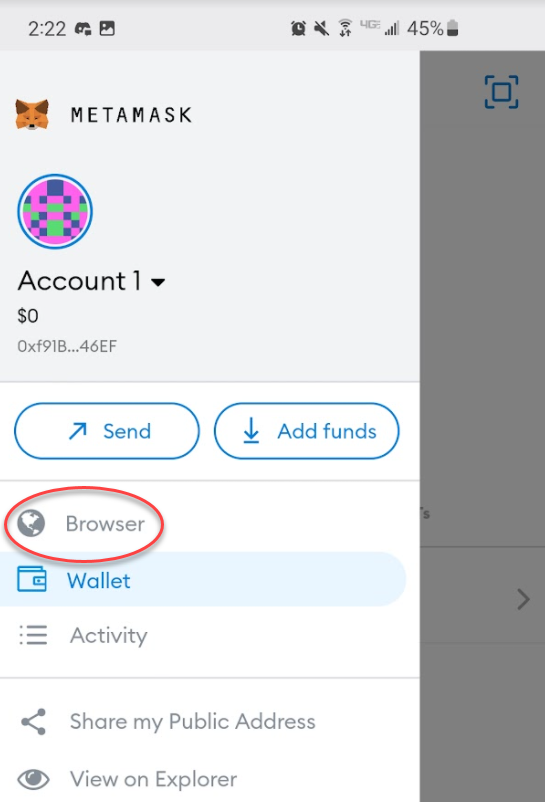 2:22 4GE 45%
METAMASK
Account 1
$0
0xf91B...46EF
Send Add funds
Browser
Wallet
Activity
Share my Public Address
View on Explorer